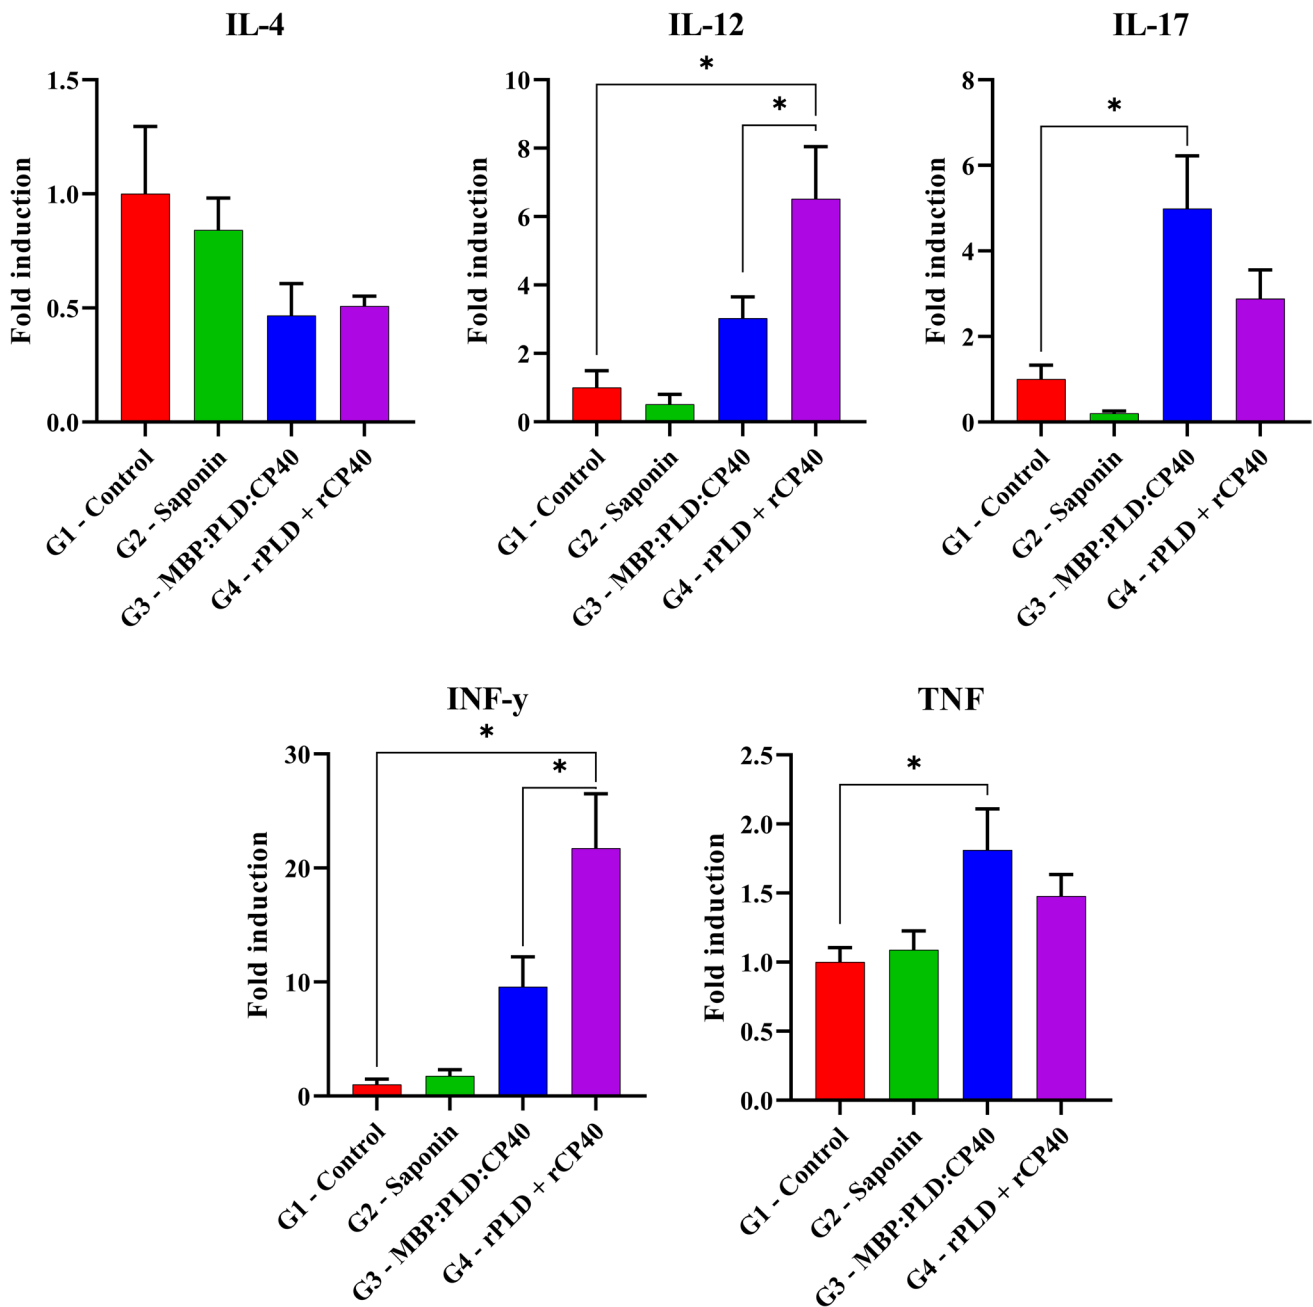 IL-4
IL-12
IL-17
Fold induction
1.5
1.0
0.5
0.0
G1 - Control
G2 - Saponin
G3 - MBP:PLD:CP40
G4 - rPLD + rCP40
Fold induction
10
8
6
4
2
0
*
*
G1 - Control
G2 - Saponin
G3 - MBP:PLD:CP40
G4 - rPLD + rCP40
Fold induction
8
6
4
2
0
*
G1 - Control
G2 - Saponin
G3 - MBP:PLD:CP40
G4 - rPLD + rCP40
INF-y
TNF
Fold induction
30
20
10
0
*
*
G1 - Control
G2 - Saponin
G3 - MBP:PLD:CP40
G4 - rPLD + rCP40
Fold induction
2.5
2.0
1.5
1.0
0.5
0.0
*
G1 - Control
G2 - Saponin
G3 - MBP:PLD:CP40
G4 - rPLD + rCP40